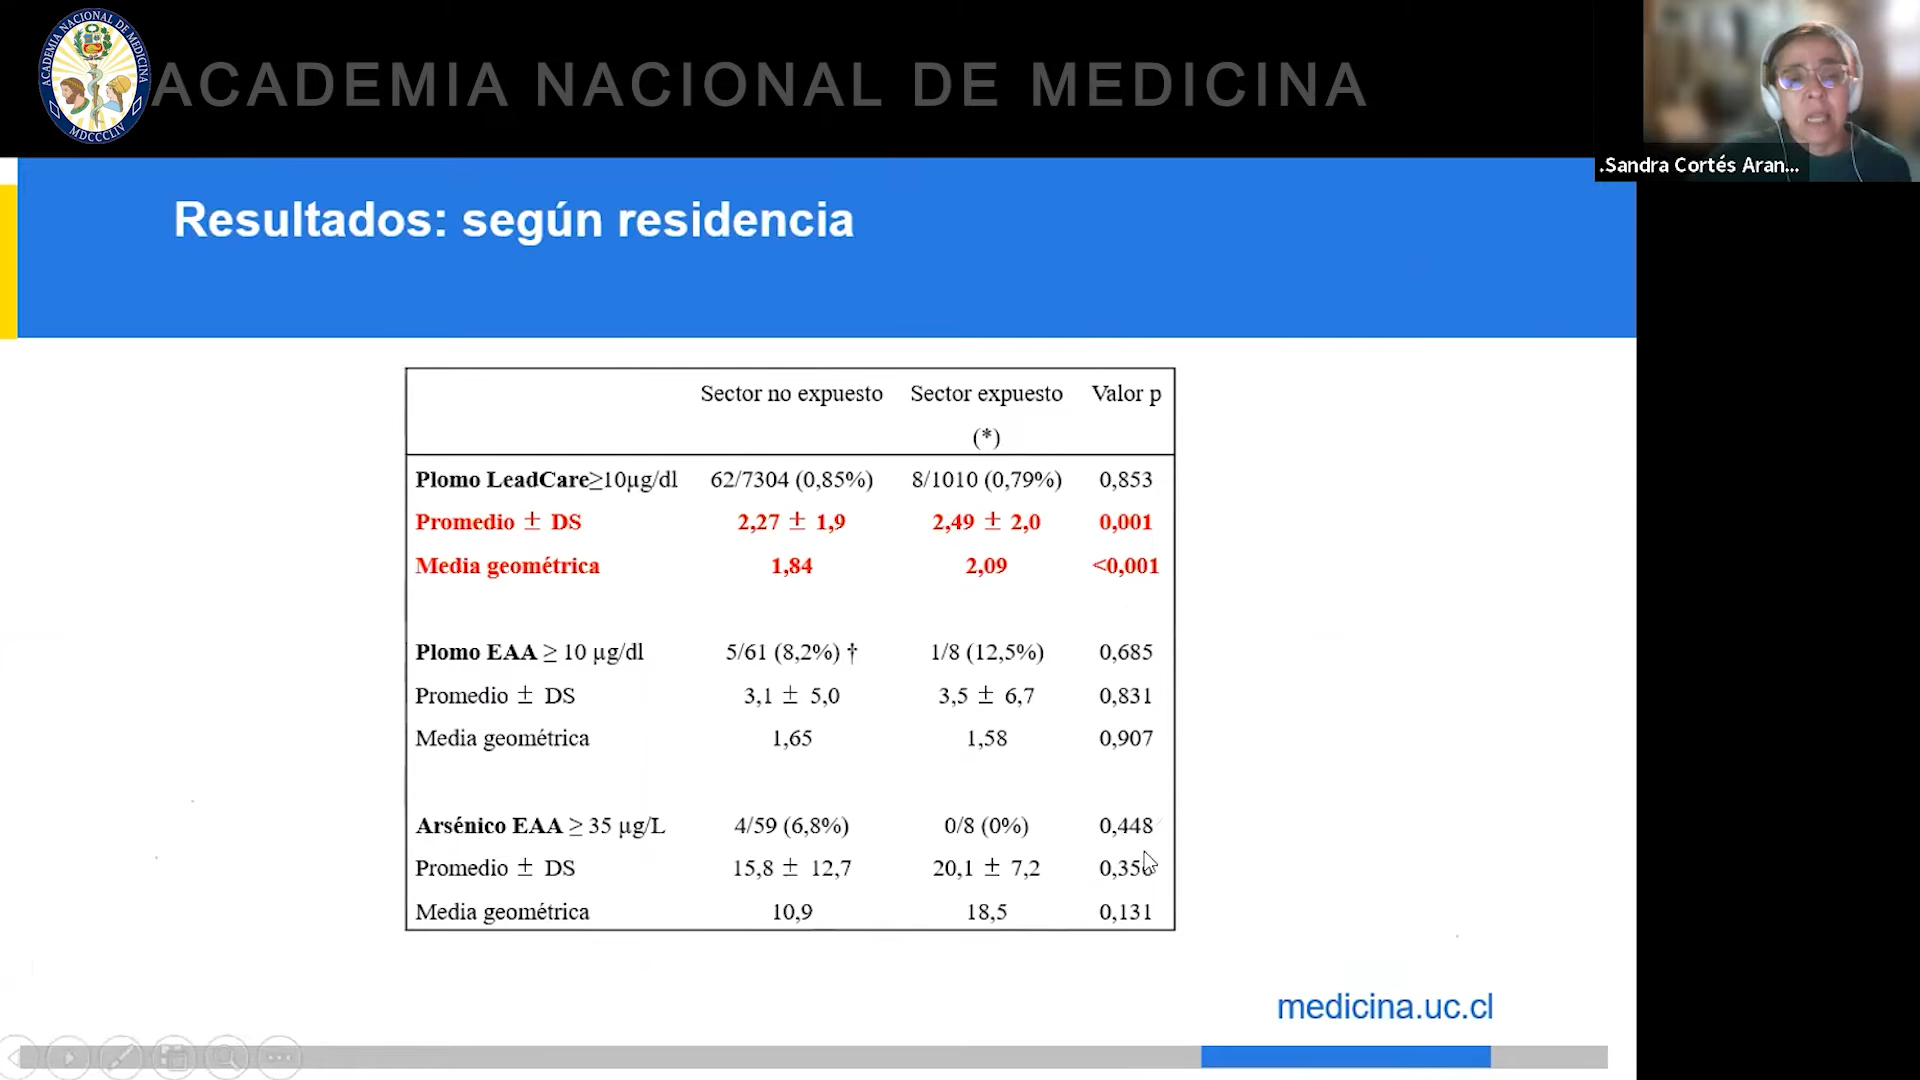 ACADEMIA NACIONAL DE MEDICINA
ACADEMIA NACIONAL DE MEDICINA
MDCCCLIV
.Sandra Cortés Aran...
Resultados: según residencia
Sector no expuesto Sector expuesto Valor p
(*)
Plomo LeadCare≥10µg/dl 62/7304 (0,85%) 8/1010 (0,79%) 0,853
Promedio ± DS 2,27 ± 1,9 2,49 ± 2,0 0,001
Media geométrica 1,84 2,09 <0,001
Plomo EAA ≥ 10 µg/dl 5/61 (8,2%) † 1/8 (12,5%) 0,685
Promedio ± DS 3,1 ± 5,0 3,5 ± 6,7 0,831
Media geométrica 1,65 1,58 0,907
Arsénico EAA ≥ 35 µg/L 4/59 (6,8%) 0/8 (0%) 0,448
Promedio ± DS 15,8 ± 12,7 20,1 ± 7,2
Media geométrica 10,9 18,5 0,131
medicina.uc.cl